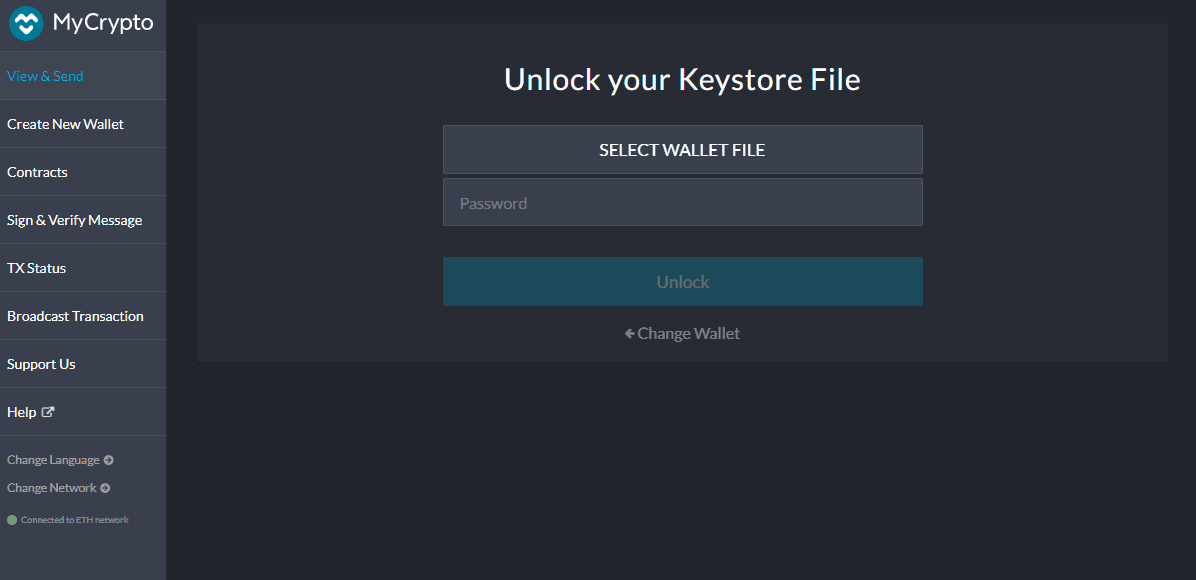 MyCrypto
View & Send
Create New Wallet
Contracts
Sign & Verify Message
TX Status
Broadcast Transaction
Support Us
Help
Change Language
Change Network
Connected to ETH network
Unlock your Keystore File
SELECT WALLET FILE
Password
Unlock
Change Wallet